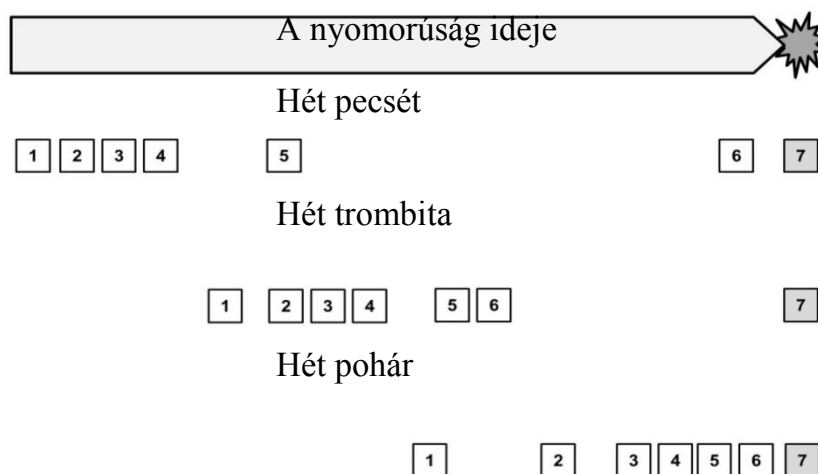 A nyomorúság ideje
Hét pecsét
1 2 3 4 5 6 7
Hét trombita
1 2 3 4 5 6 7
Hét pohár
1 2 3 4 5 6 7